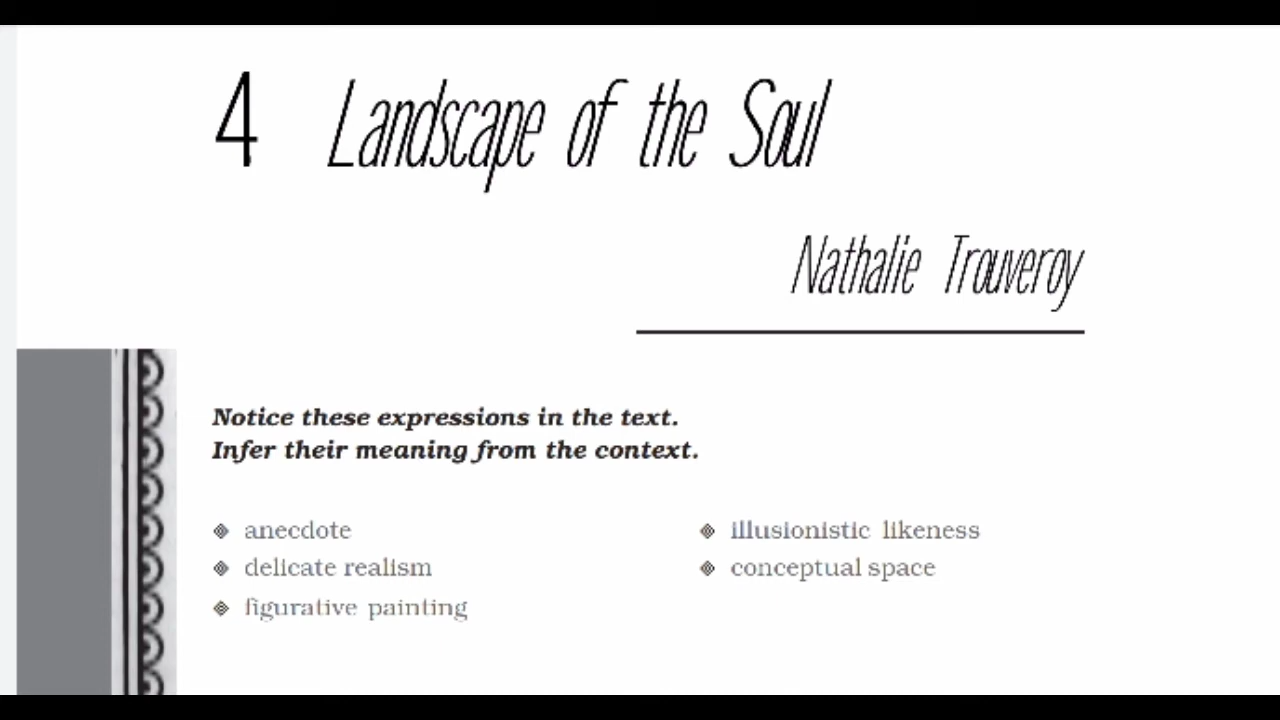 4 Landscape of the Soul
Nathalie Trouveroy
Notice these expressions in the text.
Infer their meaning from the context.
anecdote
delicate realism
figurative painting
illusionistic likeness
conceptual space